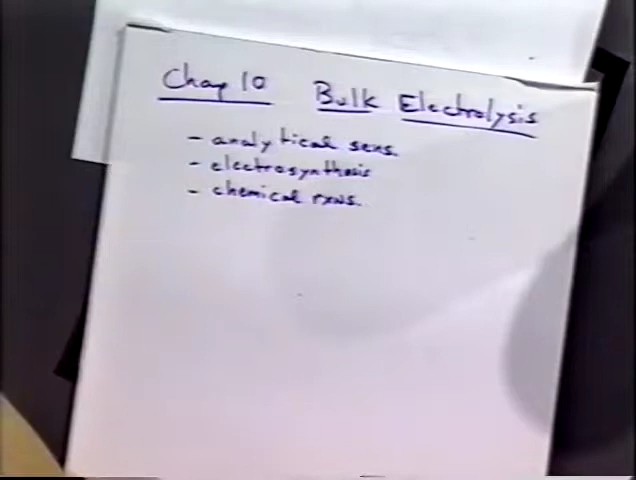 Chap 10 Bulk Electrolysis
- analytical sens.
- electrosynthesis
- chemical rxns.